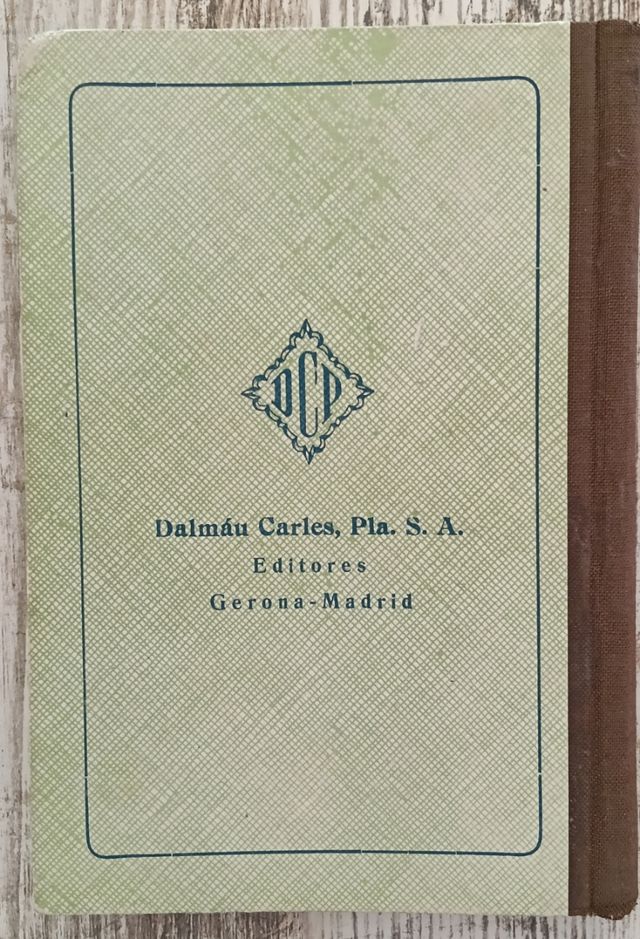 DCP
Dalmáu Carles, Pla. S. A.
Editores
Gerona-Madrid